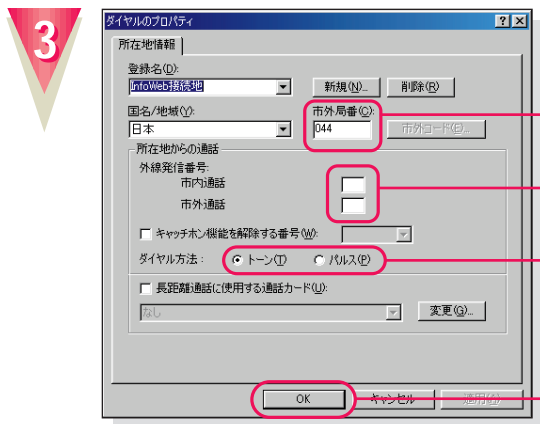 3
ダイヤルのプロパティ
所在地情報
登録名(D):
InfoWeb接続地
新規(N)...
削除(R)
国名/地域(Y):
市外局番(C):
日本
044
市外コード(E)...
所在地からの通話
外線発信番号:
市内通話
市外通話
キャッチホン機能を解除する番号(W):
ダイヤル方法:
トーン(T)
パルス(P)
長距離通話に使用する通話カード(U):
なし
変更(G)...
OK
キャンセル
適用(A)